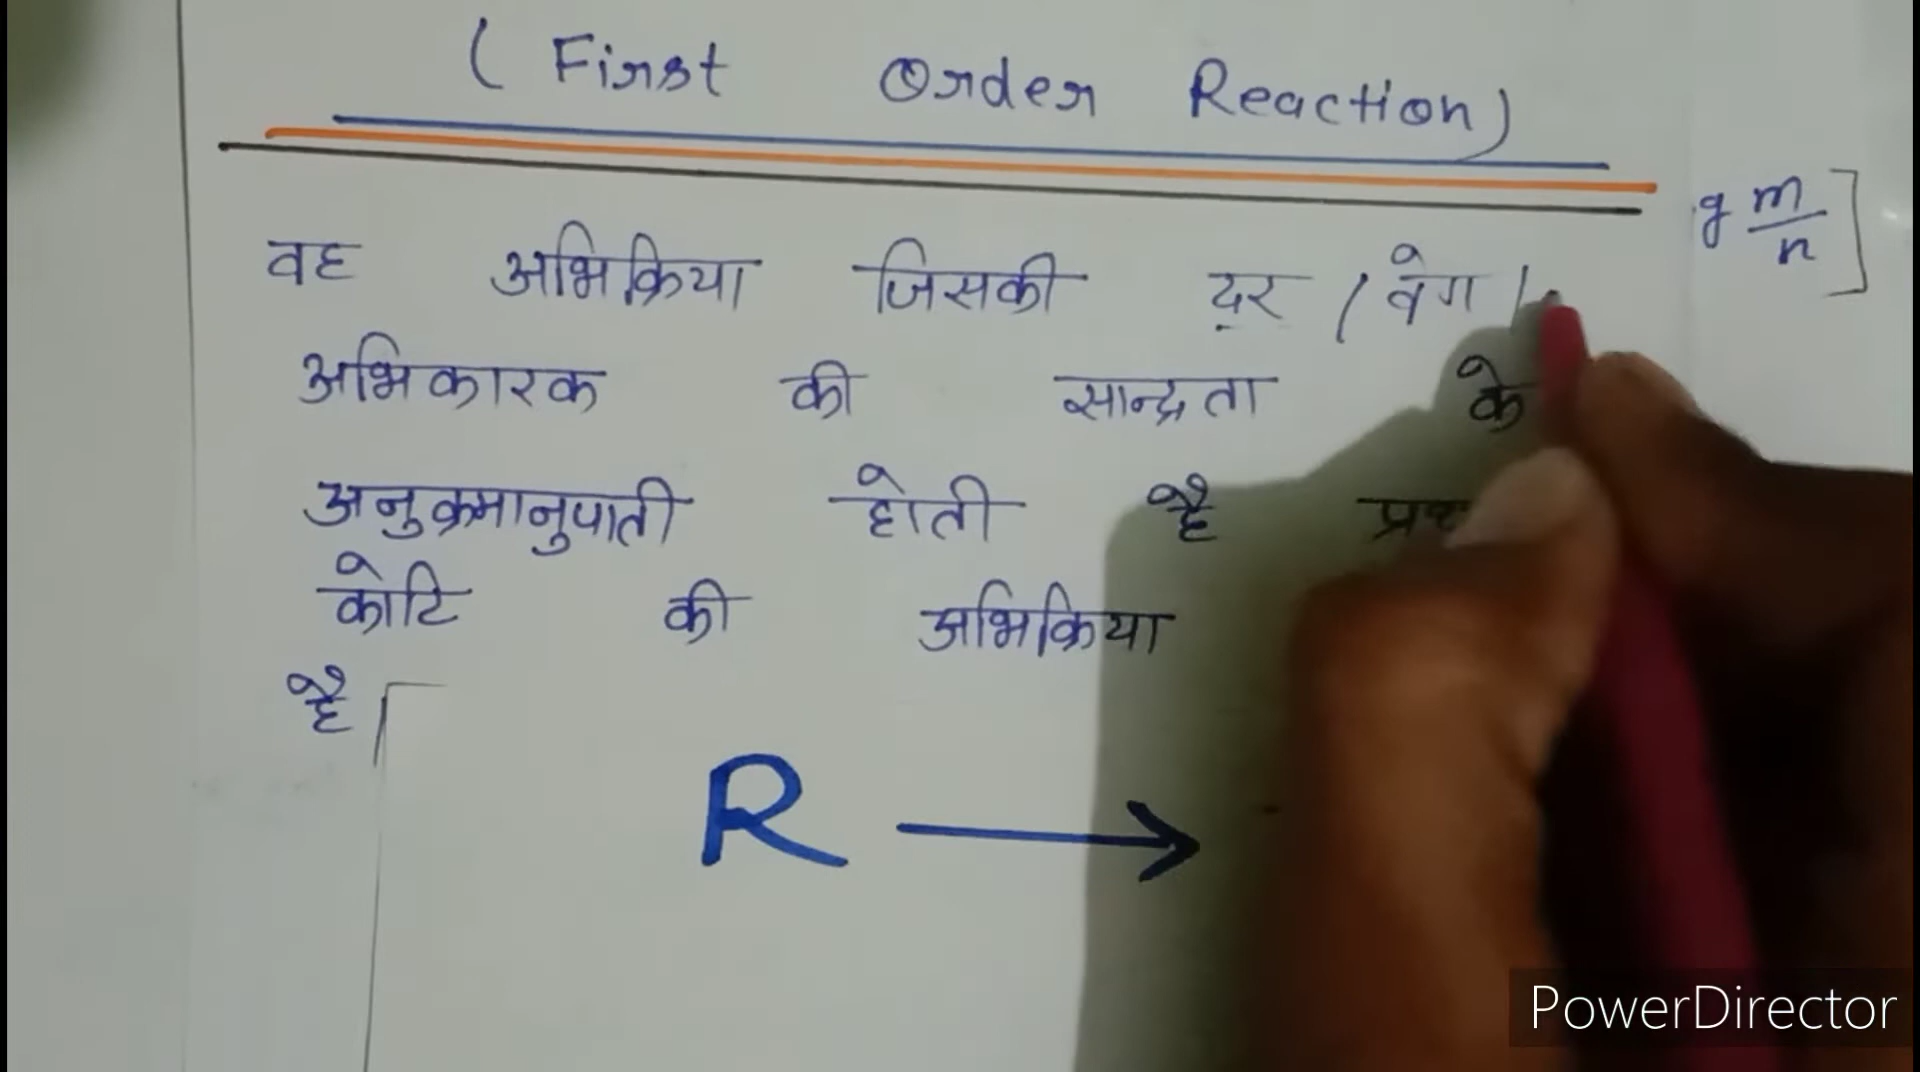 (First Order Reaction)
g m/n]
वह अभिक्रिया जिसकी दर (वेग)
अभिकारक की सान्द्रता के
अनुक्रमानुपाती होती है
कोटि की अभिक्रिया
है
R →
PowerDirector